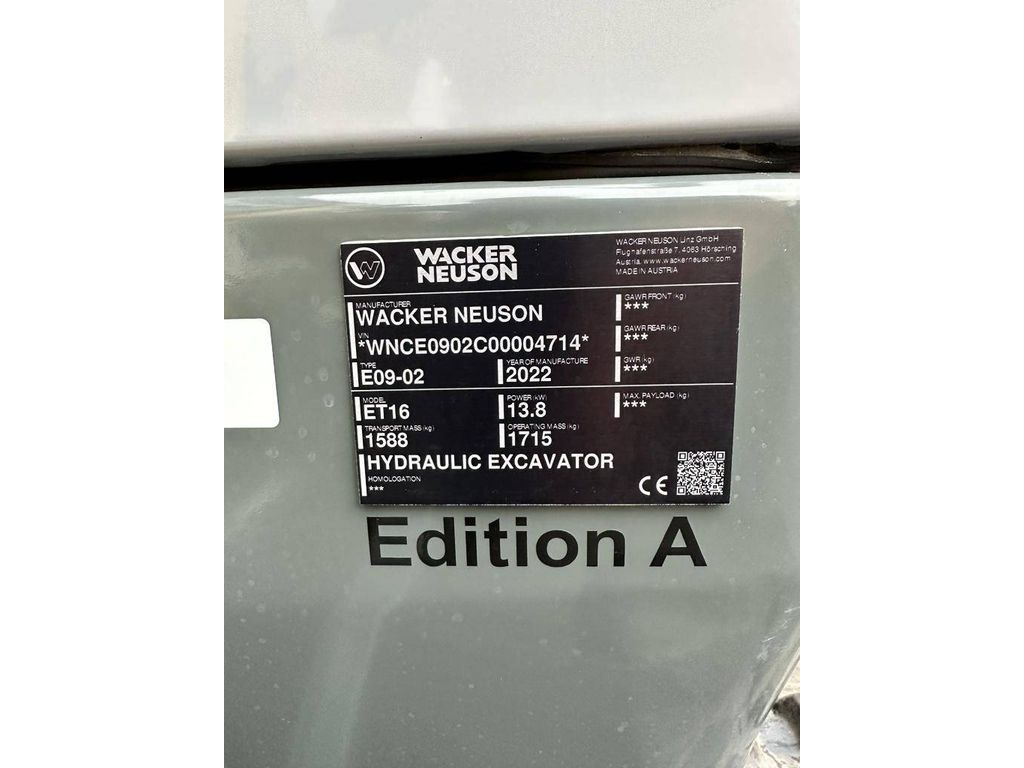 WACKER
NEUSON
WACKER NEUSON Linz GmbH
Flughafenstraße 7, 4063 Hörsching
Austria, www.wackerneuson.com
MADE IN AUSTRIA
MANUFACTURER
WACKER NEUSON
VIN
*WNCE0902C00004714*
TYPE
E09-02
YEAR OF MANUFACTURE
2022
MODEL
ET16
POWER (kW)
13.8
TRANSPORT MASS (kg)
1588
OPERATING MASS (kg)
1715
HYDRAULIC EXCAVATOR
HOMOLOGATION
***
GAWR FRONT (kg)
***
GAWR REAR (kg)
***
GWR (kg)
***
MAX. PAYLOAD (kg)
***
CE
Edition A